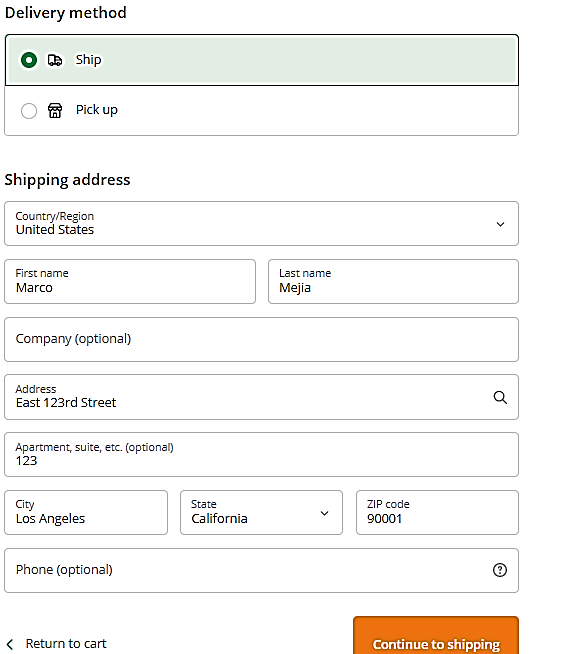 Delivery method
Ship
Pick up
Shipping address
Country/Region
United States
First name
Marco
Last name
Mejia
Company (optional)
Address
East 123rd Street
Apartment, suite, etc. (optional)
123
City
Los Angeles
State
California
ZIP code
90001
Phone (optional)
Return to cart
Continue to shipping